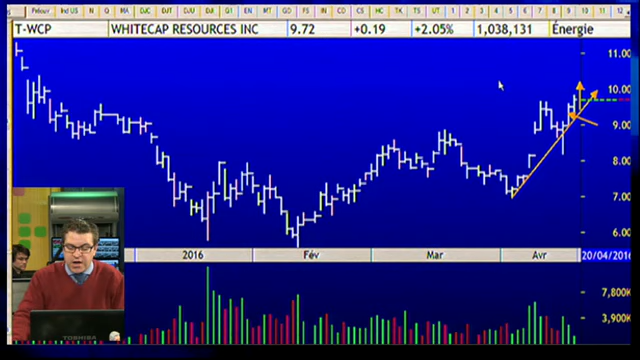 T-WCP WHITECAP RESOURCES INC 9.72 +0.19 +2.05% 1,038,131 Énergie
11.00
10.00
9.00
8.00
7.00
6.00
2016 Fév Mar Avr 20/04/2016
7,800K
3,900K
TOSHIBA